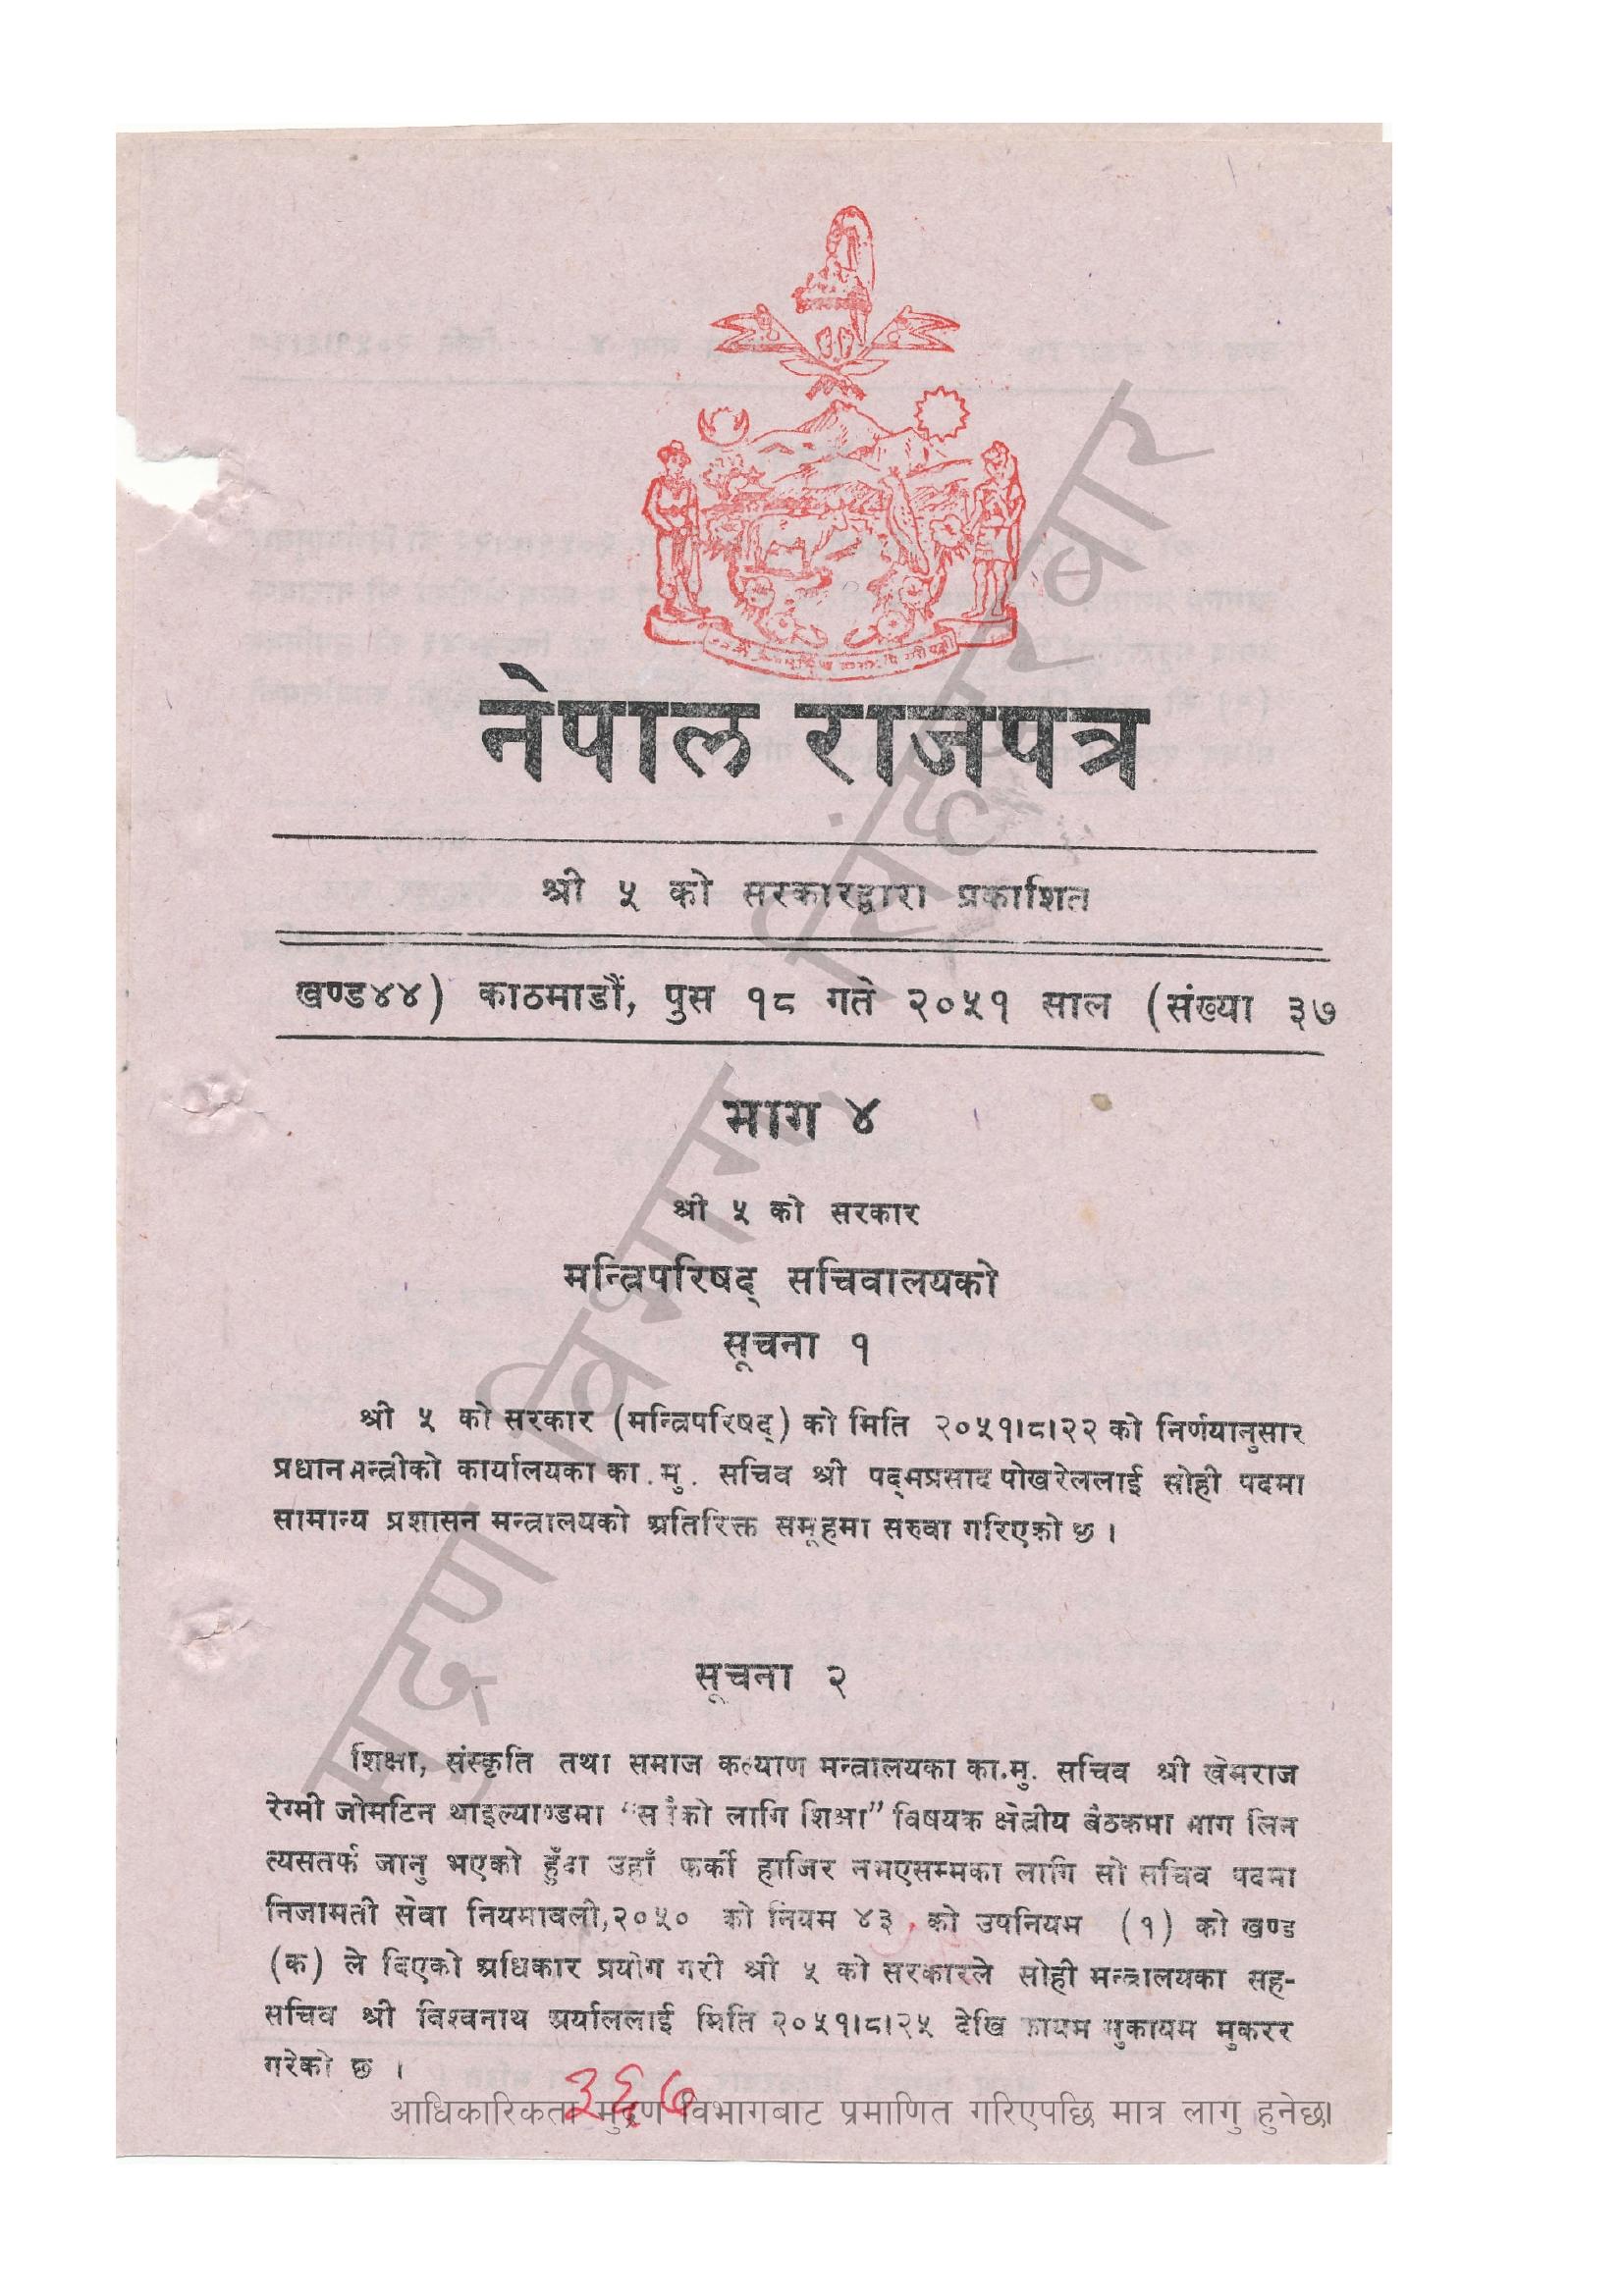 नेपाल राजपत्र
श्री ५ को सरकारद्वारा प्रकाशित
खण्ड४४) काठमाडौं, पुस १८ गते २०५१ साल (संख्या ३७
भाग ४
श्री ५ को सरकार
मन्त्रिपरिषद् सचिवालयको
सूचना १
श्री ५ को सरकार (मन्त्रिपरिषद्) को मिति २०५१।८।२२ को निर्णयानुसार
प्रधानमन्त्रीको कार्यालयका का.मु. सचिव श्री पद्मप्रसाद पोखरेललाई सोही पदमा
सामान्य प्रशासन मन्त्रालयको अतिरिक्त समूहमा सरुवा गरिएको छ ।
सूचना २
शिक्षा, संस्कृति तथा समाज कल्याण मन्त्रालयका का.मु. सचिव श्री खेमराज
रेग्मी जोमटिन थाइल्याण्डमा "सबैको लागि शिक्षा" विषयक क्षेत्रीय बैठकमा भाग लिन
त्यसतर्फ जानु भएको हुँदा उहाँ फर्की हाजिर नभएसम्मका लागि सो सचिव पदमा
निजामती सेवा नियमावली,२०५० को नियम ४३ को उपनियम (१) को खण्ड
(क) ले दिएको अधिकार प्रयोग गरी श्री ५ को सरकारले सोही मन्त्रालयका सह-
सचिव श्री विश्वनाथ अर्याललाई मिति २०५१।८।२५ देखि कायम मुकायम मुकरर
गरेको छ ।
३६७
आधिकारिकता मुद्रण विभागबाट प्रमाणित गरिएपछि मात्र लागु हुनेछ।
मुद्रण विभाग, सिंहदरबार